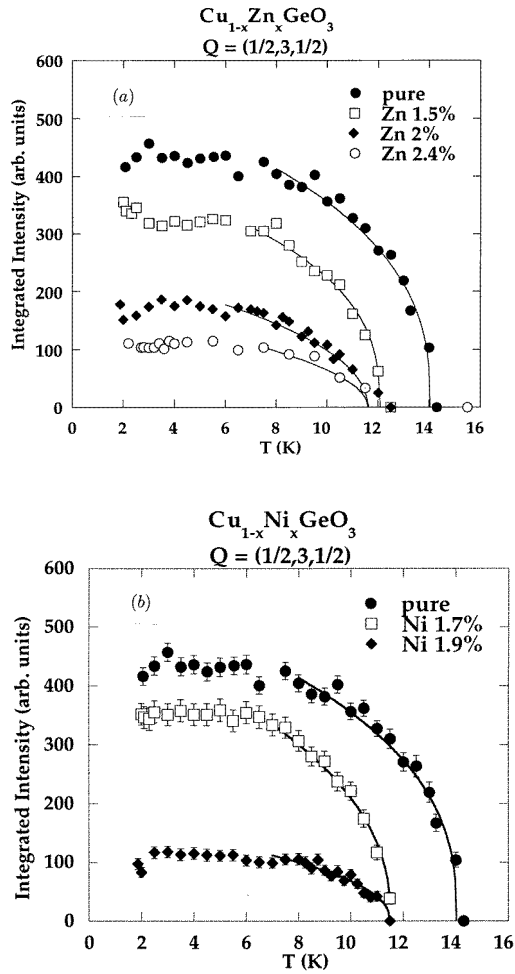 Cu1-xZnxGeO3
Q = (1/2,3,1/2)
600
500
400
300
200
100
0
Integrated Intensity (arb. units)
(a)
pure
Zn 1.5%
Zn 2%
Zn 2.4%
0 2 4 6 8 10 12 14 16
T (K)
Cu1-xNixGeO3
Q = (1/2,3,1/2)
600
500
400
300
200
100
0
Integrated Intensity (arb. units)
(b)
pure
Ni 1.7%
Ni 1.9%
0 2 4 6 8 10 12 14 16
T (K)